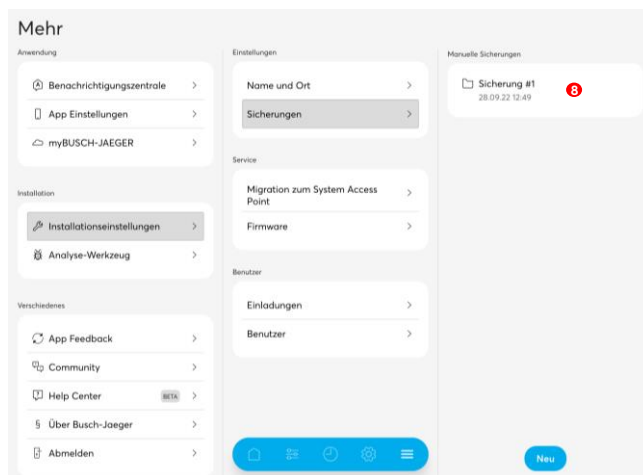 Mehr
Anwendung
Benachrichtigungszentrale
App Einstellungen
myBUSCH-JAEGER
Installation
Installationseinstellungen
Analyse-Werkzeug
Verschiedenes
App Feedback
Community
Help Center BETA
§ Über Busch-Jaeger
Abmelden
Einstellungen
Name und Ort
Sicherungen
Service
Migration zum System Access
Point
Firmware
Benutzer
Einladungen
Benutzer
Manuelle Sicherungen
Sicherung #1
28.09.22 12:49
8
Neu